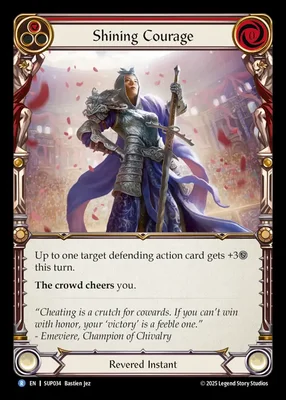 Shining Courage
Up to one target defending action card gets +3
this turn.
The crowd cheers you.
“Cheating is a crutch for cowards. If you can’t win
with honor, your ‘victory’ is a feeble one.”
- Emeviere, Champion of Chivalry
Revered Instant
R EN | SUP034 Bastien Jez
© 2025 Legend Story Studios